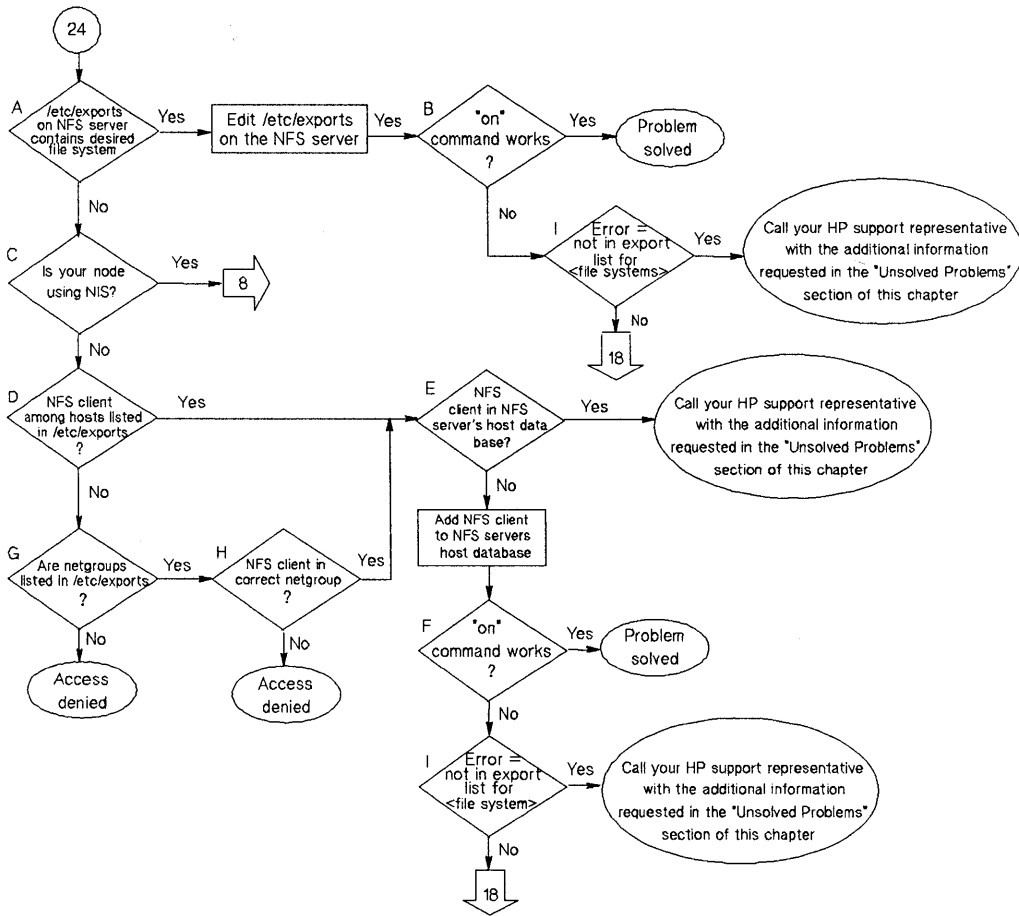 24
A
/etc/exports
on NFS server
contains desired
file system
Yes
Edit /etc/exports
on the NFS server
Yes
B
"on"
command works
?
Yes
Problem
solved
No
No
I
Error =
not in export
list for
<file systems>
Yes
Call your HP support representative
with the additional information
requested in the "Unsolved Problems"
section of this chapter
No
18
C
Is your node
using NIS?
Yes
8
No
D
NFS client
among hosts listed
in /etc/exports
?
Yes
E
NFS
client in NFS
server's host data
base?
Yes
Call your HP support representative
with the additional information
requested in the "Unsolved Problems"
section of this chapter
No
No
Add NFS client
to NFS servers
host database
G
Are netgroups
listed in /etc/exports
?
Yes
H
NFS client in
correct netgroup
?
Yes
No
Access
denied
No
Access
denied
F
"on"
command works
?
Yes
Problem
solved
No
I
Error =
not in export
list for
<file system>
Yes
Call your HP support representative
with the additional information
requested in the "Unsolved Problems"
section of this chapter
No
18